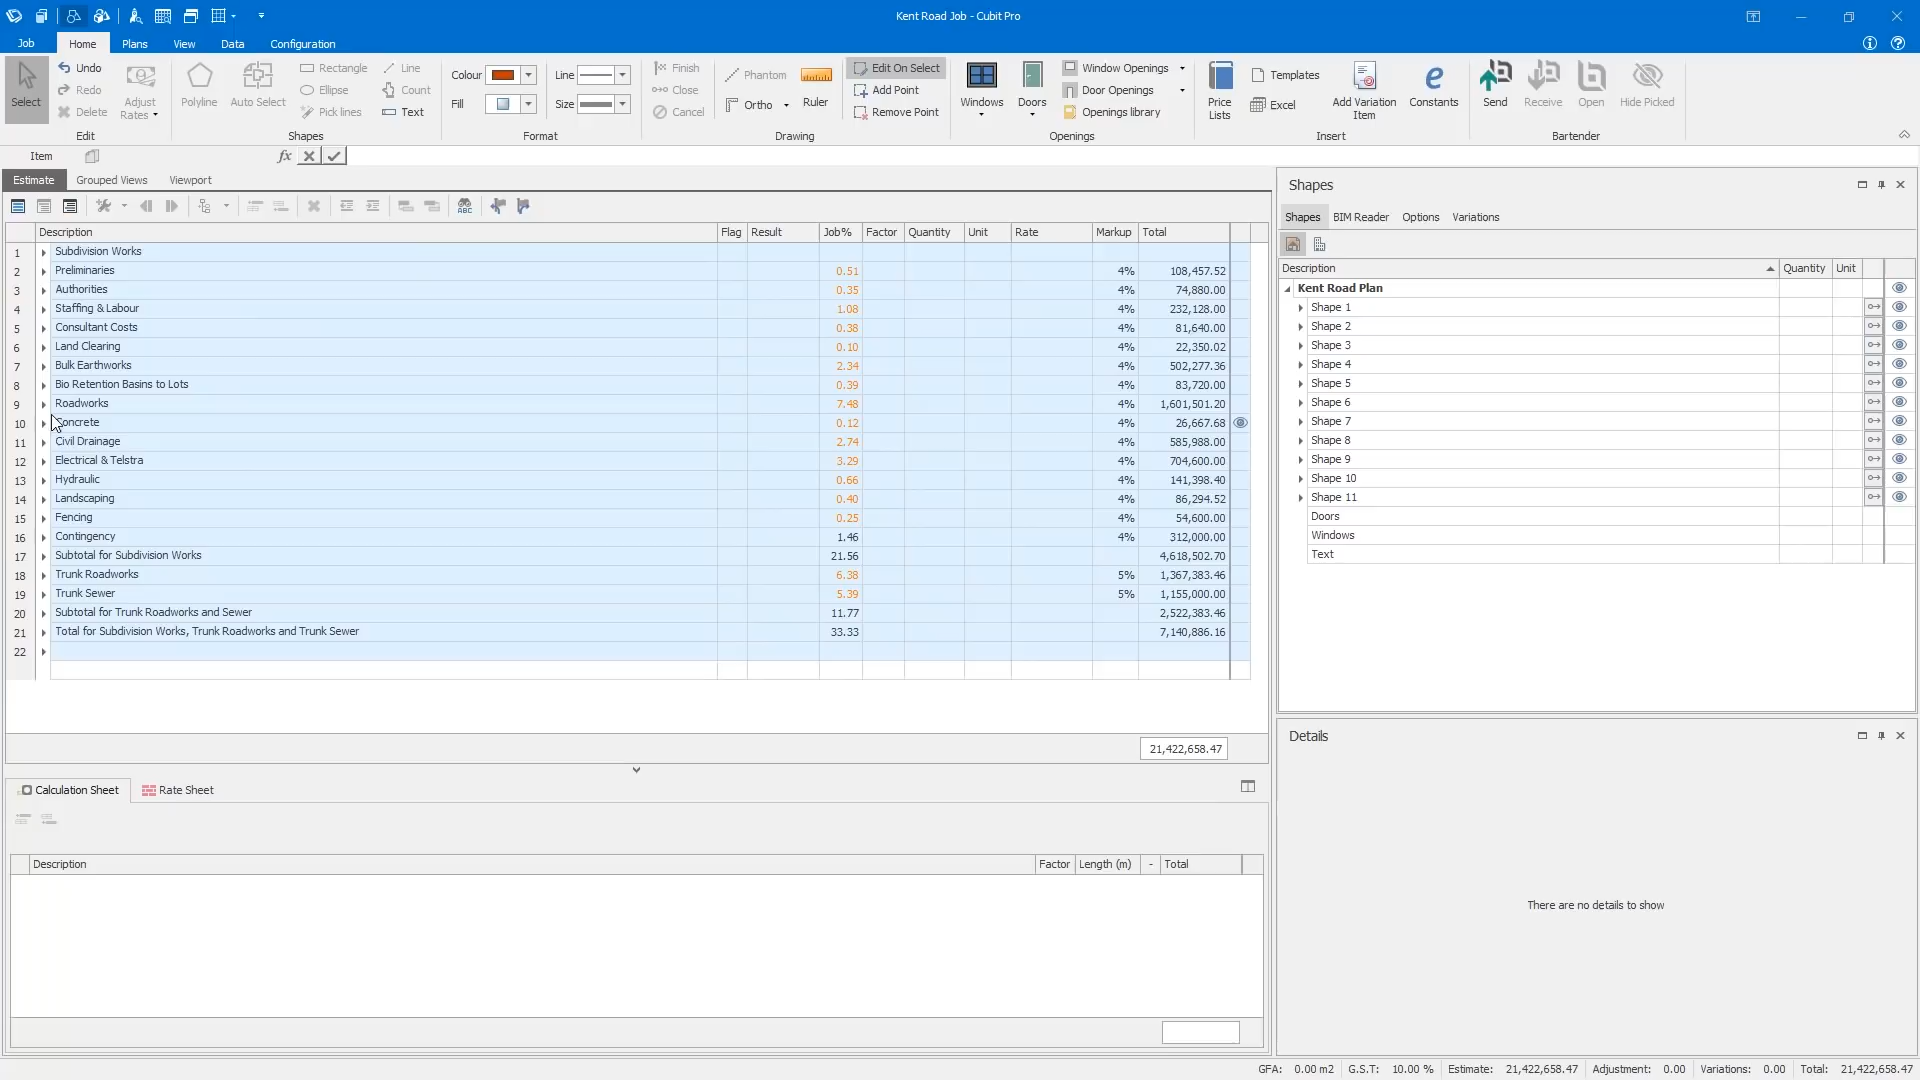 Kent Road Job - Cubit Pro
Job Home Plans View Data Configuration
Select
Undo
Redo
Delete
Adjust Rates
Edit
Polyline
Auto Select
Rectangle
Ellipse
Pick lines
Line
Count
Text
Shapes
Colour
Fill
Line
Size
Format
Finish
Close
Cancel
Phantom
Ortho
Ruler
Edit On Select
Add Point
Remove Point
Drawing
Windows
Doors
Window Openings
Door Openings
Openings library
Openings
Price Lists
Templates
Excel
Add Variation Item
Constants
Insert
Send
Receive
Open
Hide Picked
Bartender
Item fx
Estimate Grouped Views Viewport
ABC
Description Flag Result Job% Factor Quantity Unit Rate Markup Total
1 Subdivision Works
2 Preliminaries 0.51 4% 108,457.52
3 Authorities 0.35 4% 74,880.00
4 Staffing & Labour 1.08 4% 232,128.00
5 Consultant Costs 0.38 4% 81,640.00
6 Land Clearing 0.10 4% 22,350.02
7 Bulk Earthworks 2.34 4% 502,277.36
8 Bio Retention Basins to Lots 0.39 4% 83,720.00
9 Roadworks 7.48 4% 1,601,501.20
10 Concrete 0.12 4% 26,667.68
11 Civil Drainage 2.74 4% 585,988.00
12 Electrical & Telstra 3.29 4% 704,600.00
13 Hydraulic 0.66 4% 141,398.40
14 Landscaping 0.40 4% 86,294.52
15 Fencing 0.25 4% 54,600.00
16 Contingency 1.46 4% 312,000.00
17 Subtotal for Subdivision Works 21.56 4,618,502.70
18 Trunk Roadworks 6.38 5% 1,367,383.46
19 Trunk Sewer 5.39 5% 1,155,000.00
20 Subtotal for Trunk Roadworks and Sewer 11.77 2,522,383.46
21 Total for Subdivision Works, Trunk Roadworks and Trunk Sewer 33.33 7,140,886.16
22
21,422,658.47
Calculation Sheet Rate Sheet
Description Factor Length (m) - Total
Shapes
Shapes BIM Reader Options Variations
Description Quantity Unit
Kent Road Plan
Shape 1
Shape 2
Shape 3
Shape 4
Shape 5
Shape 6
Shape 7
Shape 8
Shape 9
Shape 10
Shape 11
Doors
Windows
Text
Details
There are no details to show
GFA: 0.00 m2 G.S.T: 10.00 % Estimate: 21,422,658.47 Adjustment: 0.00 Variations: 0.00 Total: 21,422,658.47